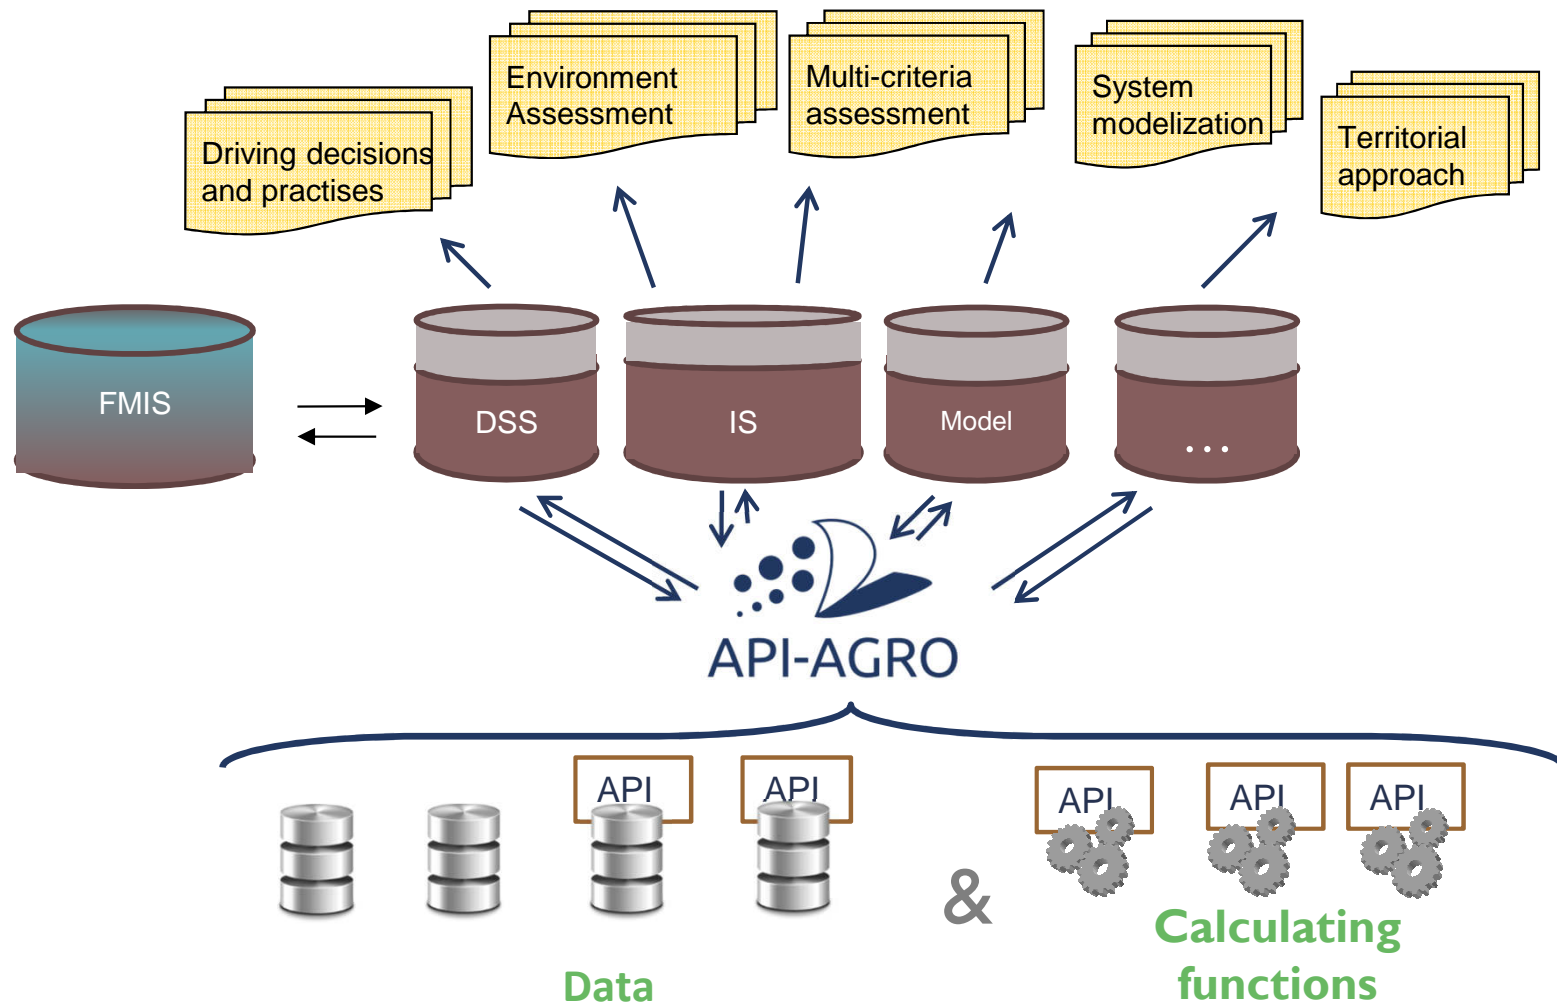 Environment
Assessment
Multi-criteria
assessment
System
modelization
Driving decisions
and practises
Territorial
approach
FMIS
DSS
IS
Model
...
API-AGRO
API
API
API
API
API
&
Calculating
functions
Data